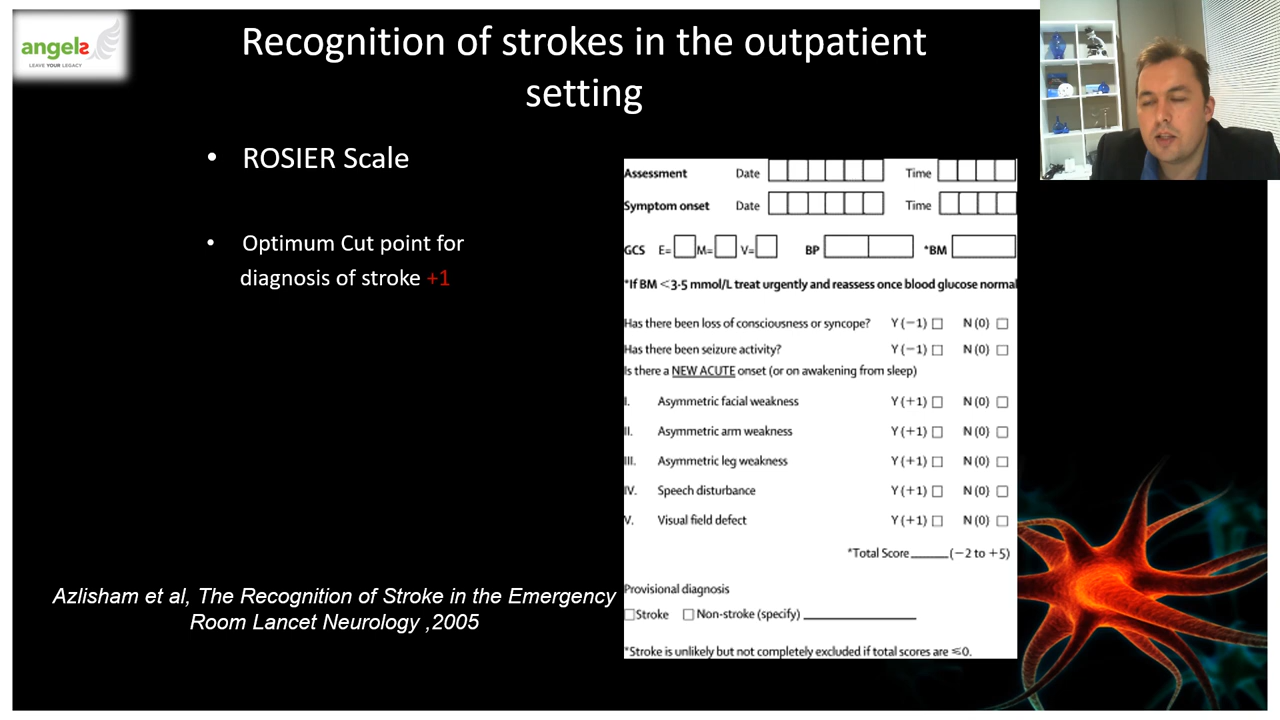 angels
LEAVE YOUR LEGACY
Recognition of strokes in the outpatient
setting
• ROSIER Scale
• Optimum Cut point for
diagnosis of stroke +1
Azlisham et al, The Recognition of Stroke in the Emergency
Room Lancet Neurology ,2005
Assessment Date Time
Symptom onset Date Time
GCS E= M= V= BP *BM
*If BM <3·5 mmol/L treat urgently and reassess once blood glucose normal
Has there been loss of consciousness or syncope? Y (−1) □ N (0) □
Has there been seizure activity? Y (−1) □ N (0) □
Is there a NEW ACUTE onset (or on awakening from sleep)
I. Asymmetric facial weakness Y (+1) □ N (0) □
II. Asymmetric arm weakness Y (+1) □ N (0) □
III. Asymmetric leg weakness Y (+1) □ N (0) □
IV. Speech disturbance Y (+1) □ N (0) □
V. Visual field defect Y (+1) □ N (0) □
*Total Score ______ (−2 to +5)
Provisional diagnosis
□ Stroke □ Non-stroke (specify) ______________
*Stroke is unlikely but not completely excluded if total scores are ≤0.